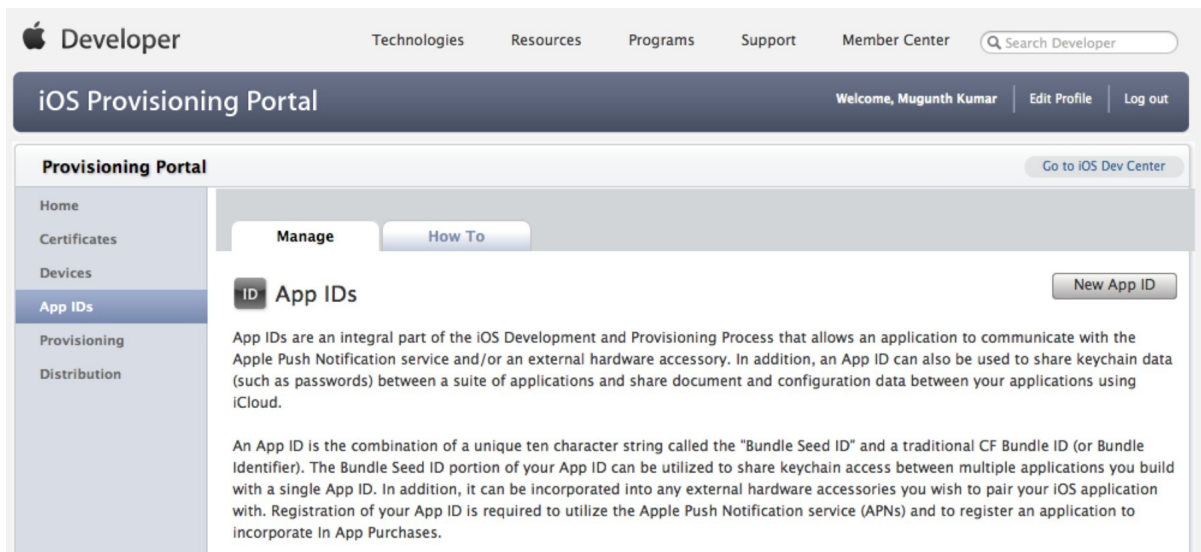 Developer
Technologies Resources Programs Support Member Center Search Developer
iOS Provisioning Portal
Welcome, Mugunth Kumar Edit Profile Log out
Provisioning Portal
Go to iOS Dev Center
Home
Certificates
Devices
App IDs
Provisioning
Distribution
Manage How To
ID App IDs
New App ID
App IDs are an integral part of the iOS Development and Provisioning Process that allows an application to communicate with the
Apple Push Notification service and/or an external hardware accessory. In addition, an App ID can also be used to share keychain data
(such as passwords) between a suite of applications and share document and configuration data between your applications using
iCloud.
An App ID is the combination of a unique ten character string called the "Bundle Seed ID" and a traditional CF Bundle ID (or Bundle
Identifier). The Bundle Seed ID portion of your App ID can be utilized to share keychain access between multiple applications you build
with a single App ID. In addition, it can be incorporated into any external hardware accessories you wish to pair your iOS application
with. Registration of your App ID is required to utilize the Apple Push Notification service (APNs) and to register an application to
incorporate In App Purchases.